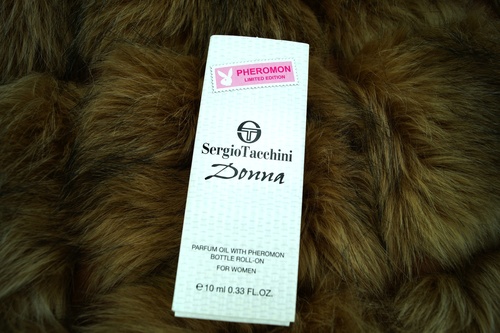 PHEROMON
LIMITED EDITION
SergioTacchini
Donna
PARFUM OIL WITH PHEROMON
BOTTLE ROLL-ON
FOR WOMEN
℮ 10 ml 0.33 FL.OZ.